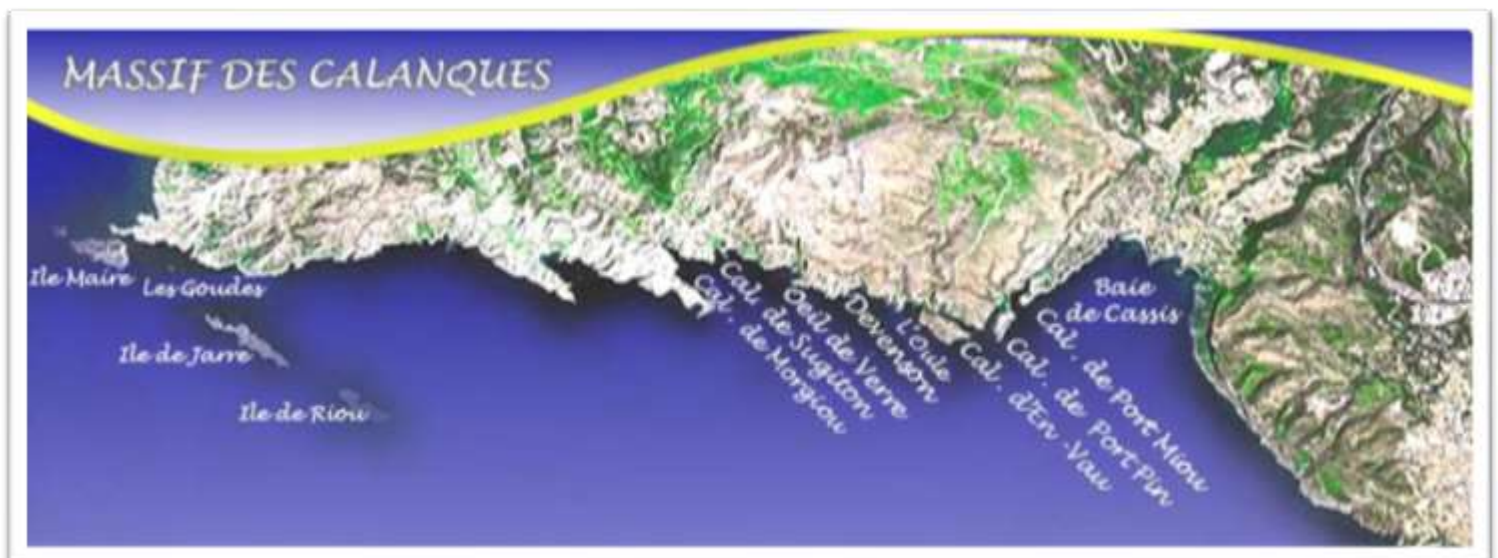 MASSIF DES CALANQUES
Ile Maire
Les Goudes
Ile de Jarre
Ile de Riou
Cal. de Morgiou
Cal. de Sugiton
Oeil de Verre
Devenson
L'Oule
Cal. d'En-Vau
Cal. de Port Pin
Cal. de Port Miou
Baie
de Cassis